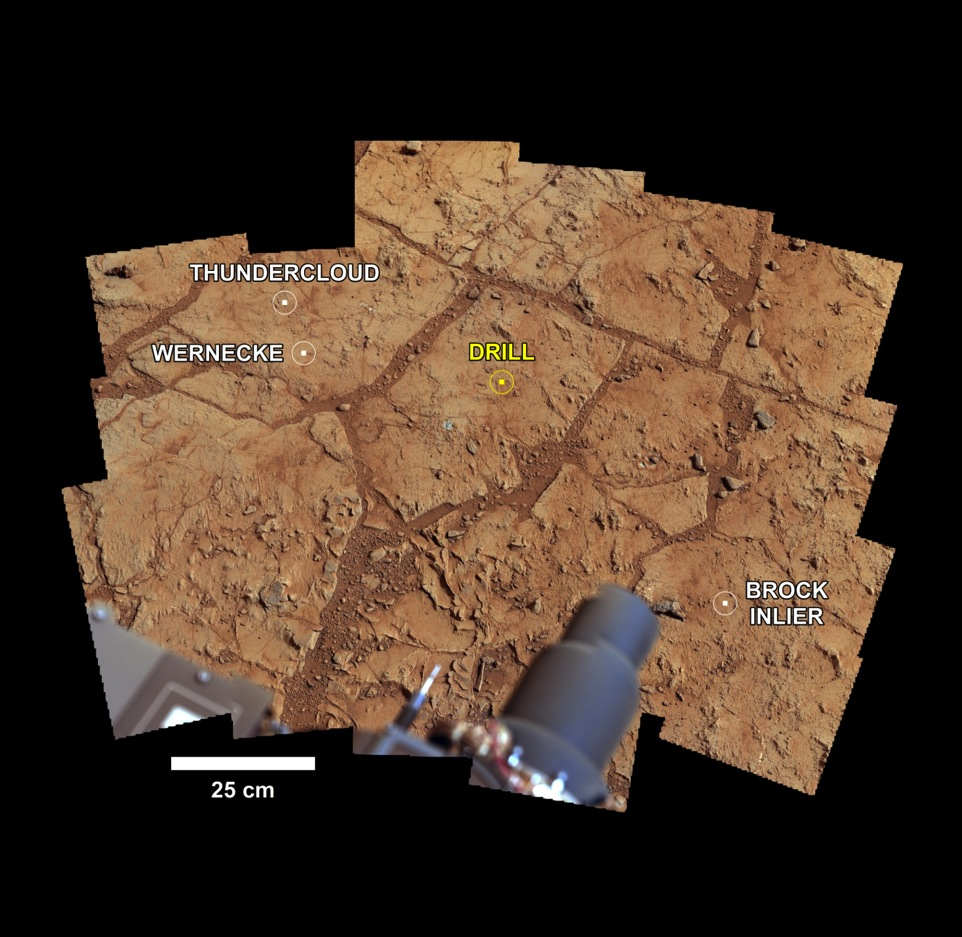 THUNDERCLOUD
WERNECKE
DRILL
BROCK
INLIER
25 cm